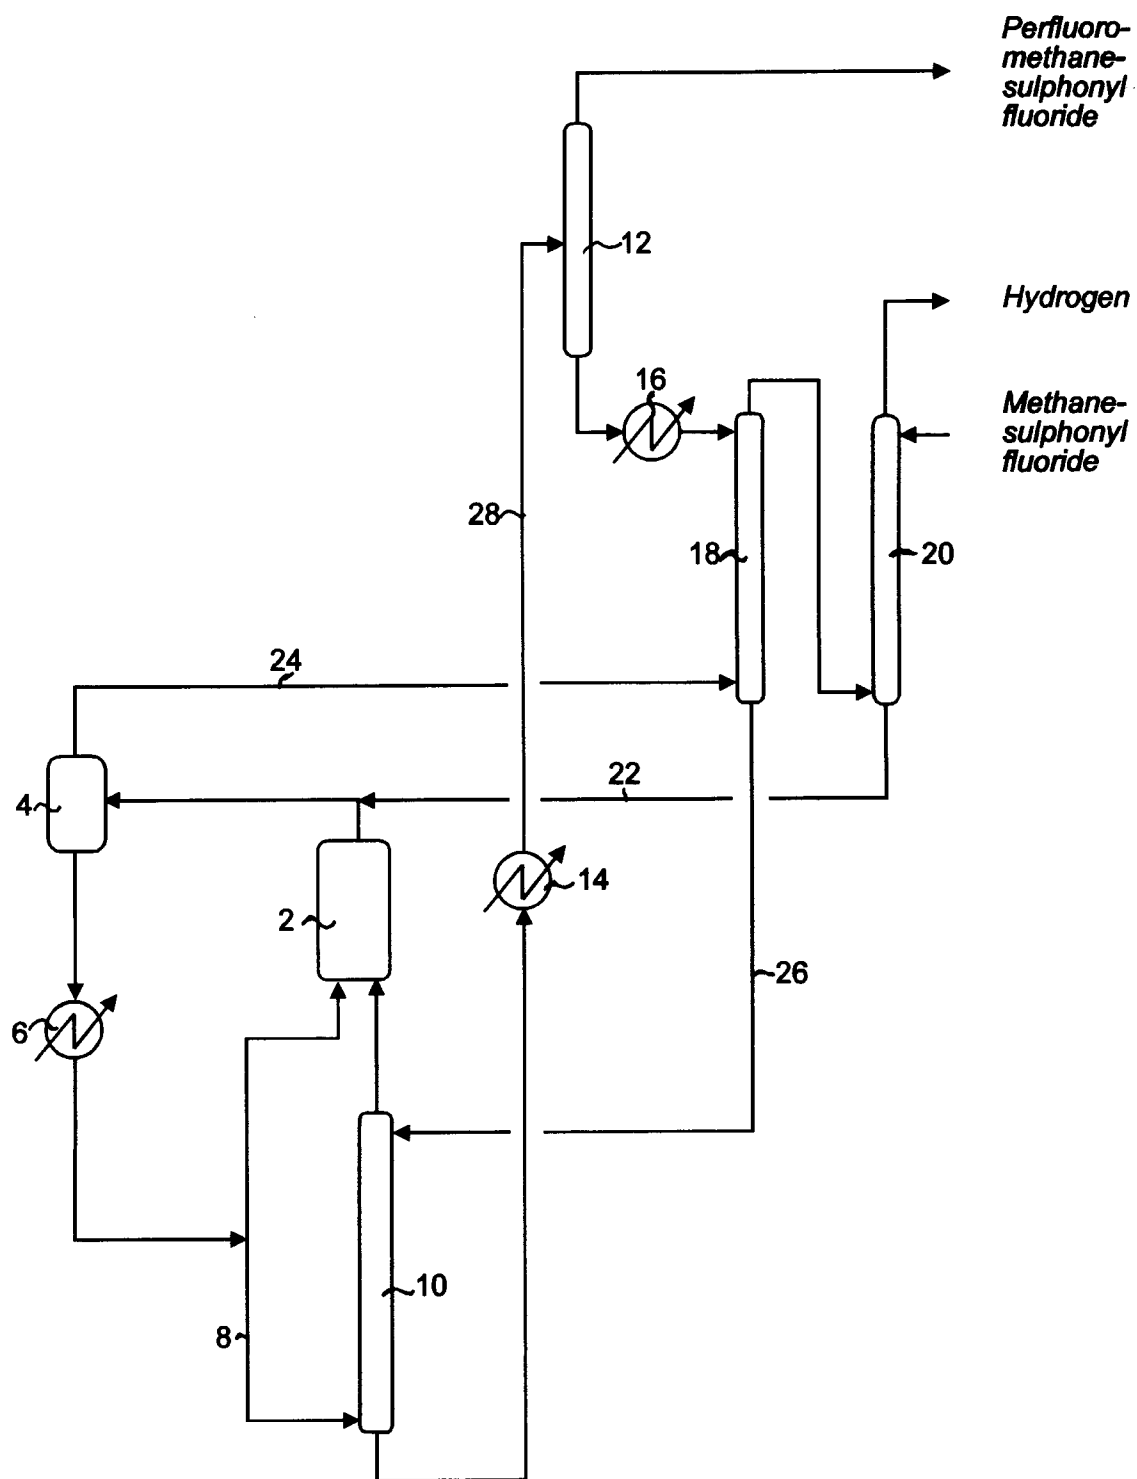 Perfluoro-
methane-
sulphonyl
fluoride
12
Hydrogen
16
Methane-
sulphonyl
fluoride
28
18
20
24
22
4
14
2
26
6
10
8